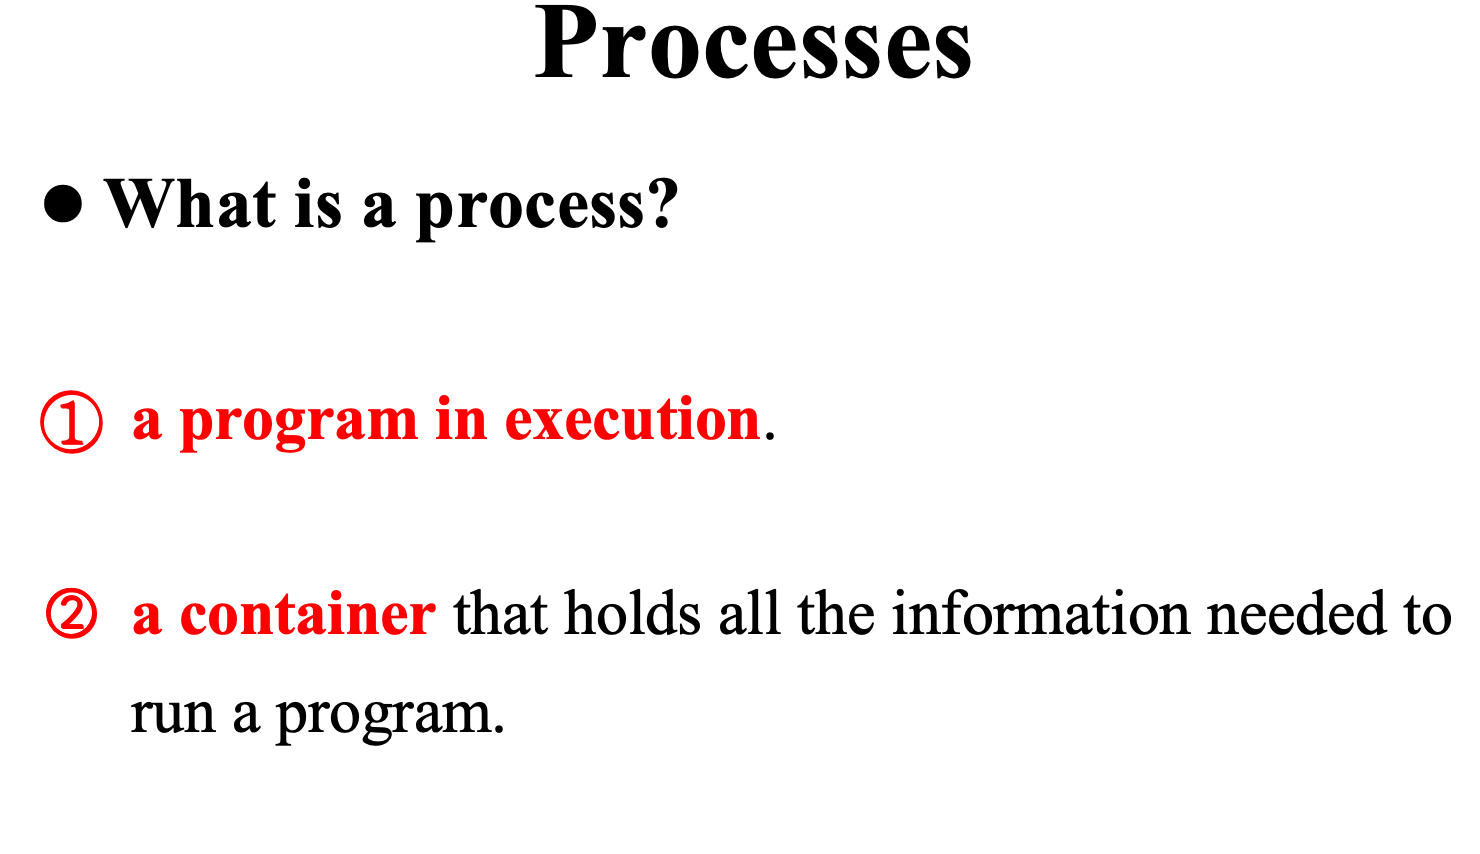 Processes
● What is a process?
① a program in execution.
② a container that holds all the information needed to
run a program.